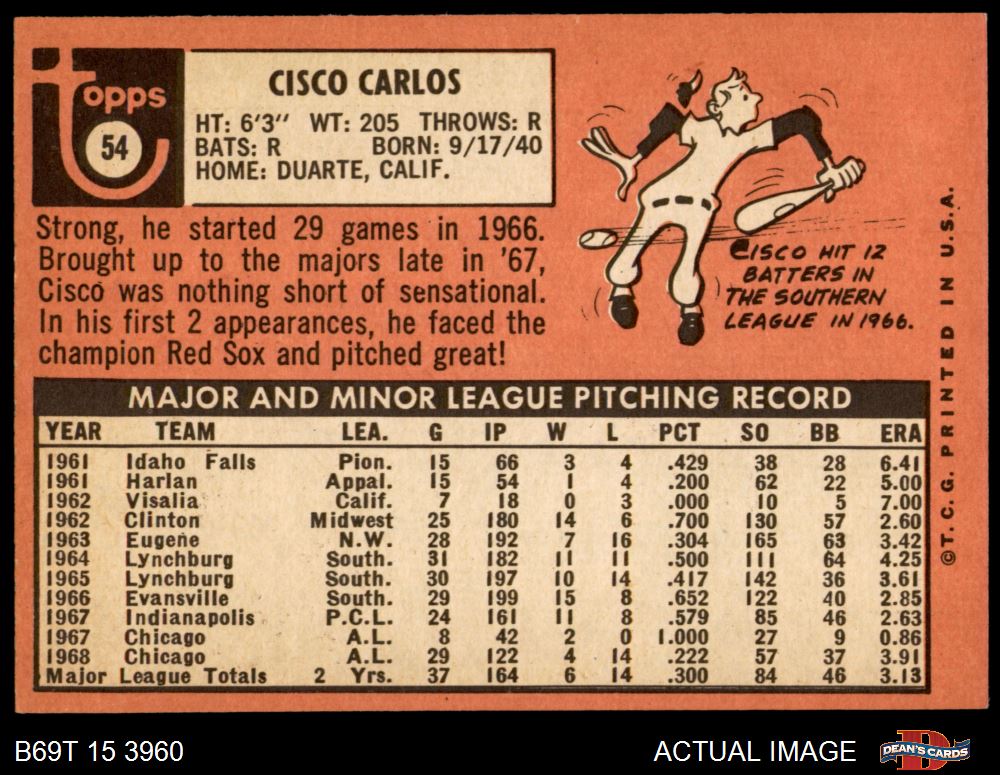 topps
54
CISCO CARLOS
HT: 6'3" WT: 205 THROWS: R
BATS: R BORN: 9/17/40
HOME: DUARTE, CALIF.
Strong, he started 29 games in 1966.
Brought up to the majors late in '67,
Cisco was nothing short of sensational.
In his first 2 appearances, he faced the
champion Red Sox and pitched great!
CISCO HIT 12
BATTERS IN
THE SOUTHERN
LEAGUE IN 1966.
MAJOR AND MINOR LEAGUE PITCHING RECORD
YEAR TEAM LEA. G IP W L PCT SO BB ERA
1961 Idaho Falls Pion. 15 66 3 4 .429 38 28 6.41
1961 Harlan Appal. 15 54 1 4 .200 62 22 5.00
1962 Visalia Calif. 7 18 0 3 .000 10 5 7.00
1962 Clinton Midwest 25 180 14 6 .700 130 57 2.60
1963 Eugene N.W. 28 192 7 16 .304 165 63 3.42
1964 Lynchburg South. 31 182 11 11 .500 111 64 4.25
1965 Lynchburg South. 30 197 10 14 .417 142 36 3.61
1966 Evansville South. 29 199 15 8 .652 122 40 2.85
1967 Indianapolis P.C.L. 24 161 11 8 .579 85 46 2.63
1967 Chicago A.L. 8 42 2 0 1.000 27 9 0.86
1968 Chicago A.L. 29 122 4 14 .222 57 37 3.91
Major League Totals 2 Yrs. 37 164 6 14 .300 84 46 3.13
©T.C.G. PRINTED IN U.S.A.
B69T 15 3960
ACTUAL IMAGE
D
DEAN'S CARDS